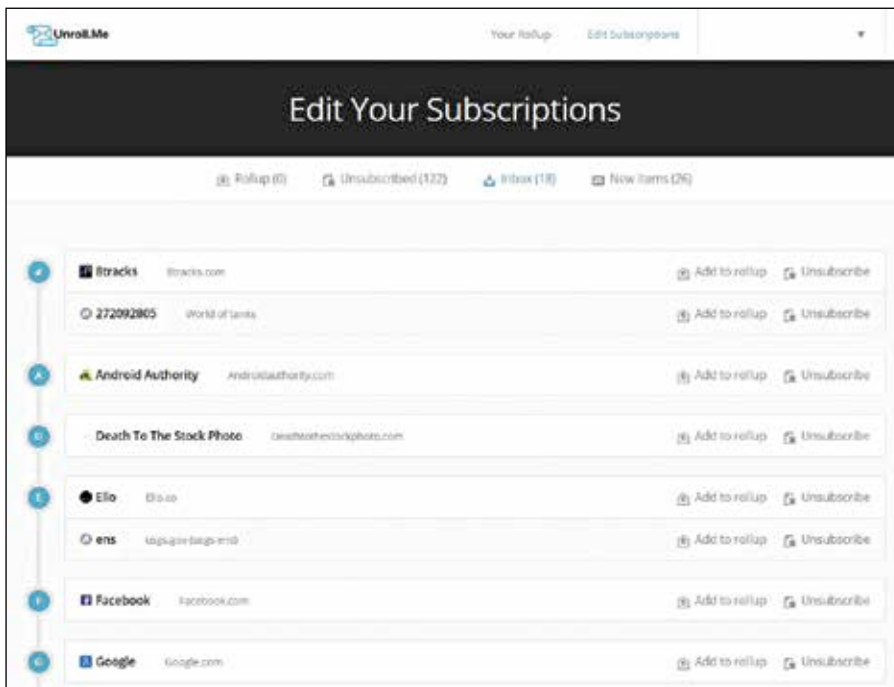 Unroll.Me
Your Rollup Edit Subscriptions
Edit Your Subscriptions
Rollup (0) Unsubscribed (122) Inbox (18) New Items (26)
#
8tracks 8tracks.com Add to rollup Unsubscribe
272092805 World of tanks Add to rollup Unsubscribe
A
Android Authority Androidauthority.com Add to rollup Unsubscribe
D
Death To The Stock Photo Deathtothestockphoto.com Add to rollup Unsubscribe
E
Ello Ello.co Add to rollup Unsubscribe
ens Add to rollup Unsubscribe
F
Facebook Facebook.com Add to rollup Unsubscribe
G
Google Google.com Add to rollup Unsubscribe